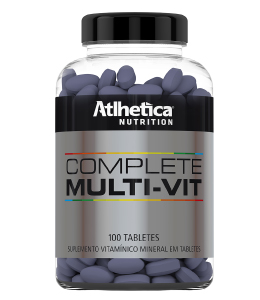 Atlhetica
NUTRITION
COMPLETE
MULTI-VIT
100 TABLETES
SUPLEMENTO VITAMÍNICO MINERAL EM TABLETES